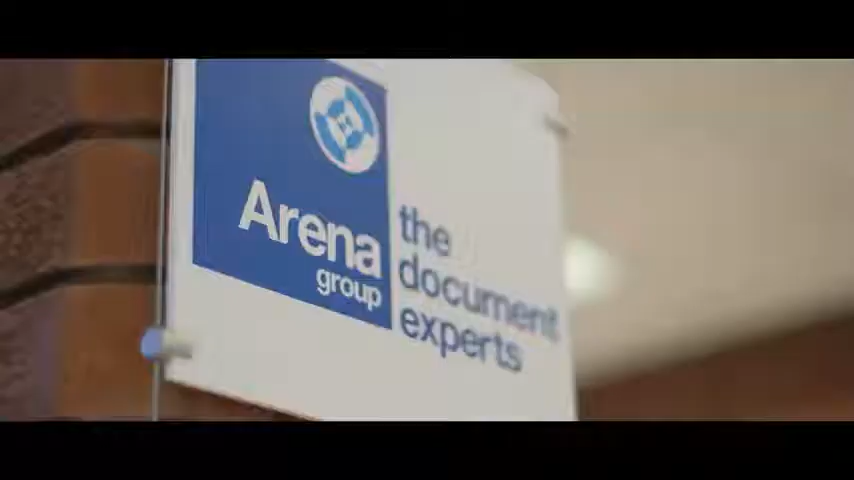 Arena
group
the
document
experts